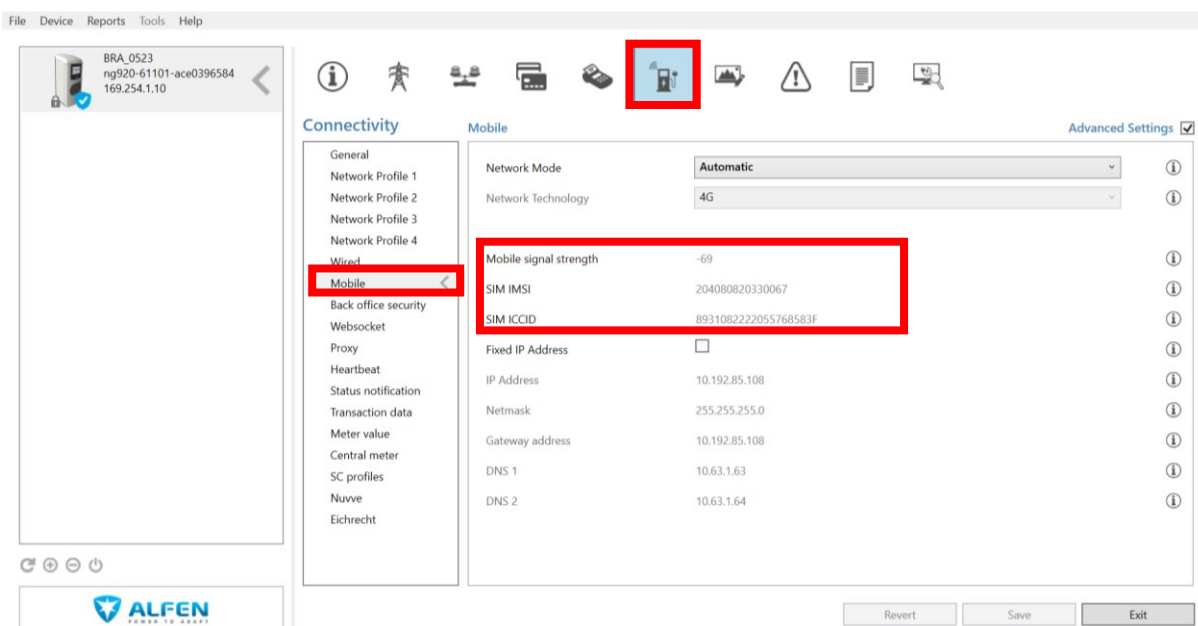 File Device Reports Tools Help
BRA_0523
ng920-61101-ace0396584
169.254.1.10
Connectivity
Mobile
Advanced Settings
General
Network Profile 1
Network Profile 2
Network Profile 3
Network Profile 4
Wired
Mobile
Back office security
Websocket
Proxy
Heartbeat
Status notification
Transaction data
Meter value
Central meter
SC profiles
Nuvve
Eichrecht
Network Mode Automatic
Network Technology 4G
Mobile signal strength -69
SIM IMSI 204080820330067
SIM ICCID 8931082222055768583F
Fixed IP Address
IP Address 10.192.85.108
Netmask 255.255.255.0
Gateway address 10.192.85.108
DNS 1 10.63.1.63
DNS 2 10.63.1.64
ALFEN
POWER TO ADAPT
Revert Save Exit